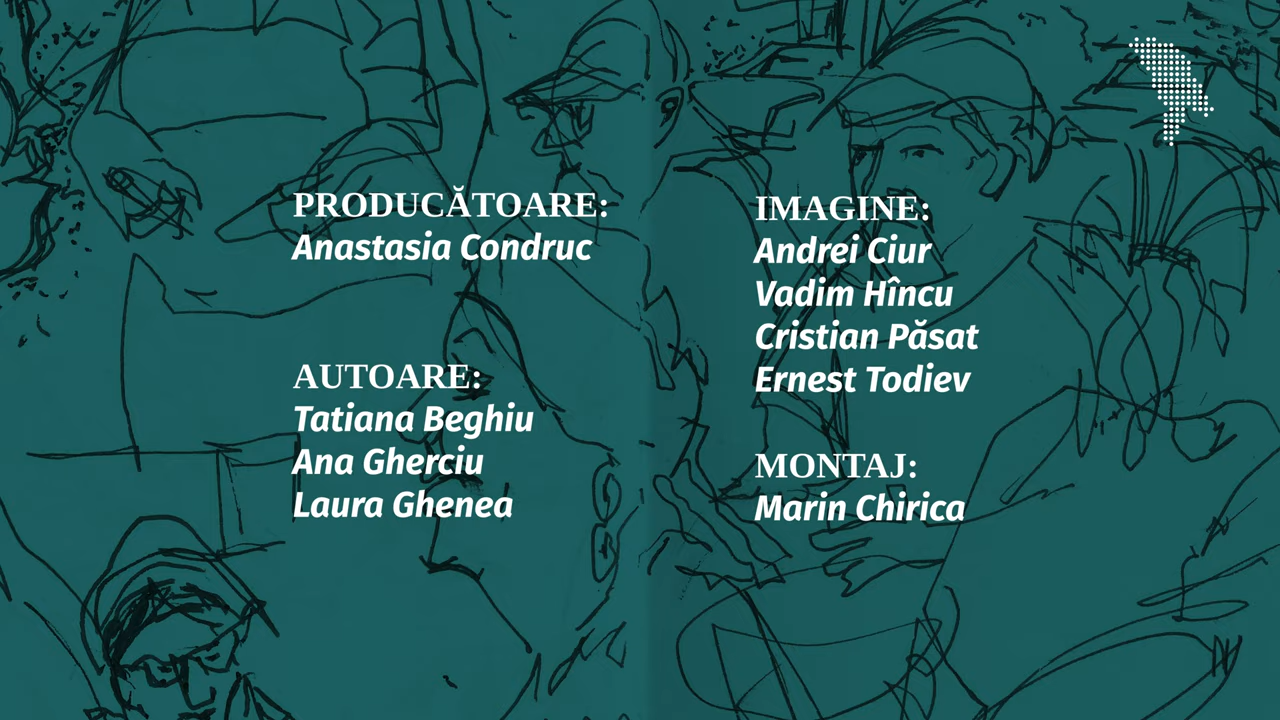 PRODUCĂTOARE:
Anastasia Condruc
AUTOARE:
Tatiana Beghiu
Ana Gherciu
Laura Ghenea
IMAGINE:
Andrei Ciur
Vadim Hîncu
Cristian Păsat
Ernest Todiev
MONTAJ:
Marin Chirica